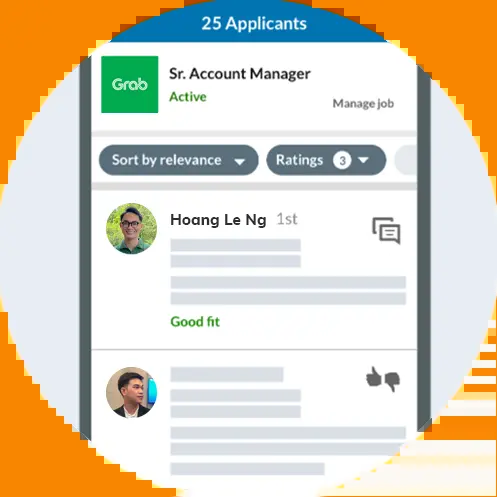 25 Applicants
Grab
Sr. Account Manager
Active
Manage job
Sort by relevance
Ratings 3
Hoang Le Ng 1st
Good fit